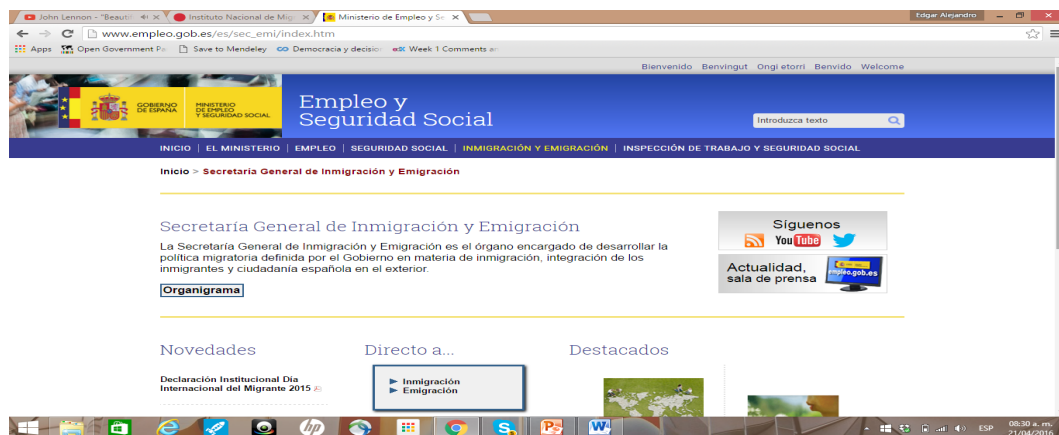 John Lennon - "Beauti
Instituto Nacional de Mig
Ministerio de Empleo y Se
Edgar Alejandro
www.empleo.gob.es/es/sec_emi/index.htm
Apps
Open Government Pa
Save to Mendeley
Democracia y decision
Week 1 Comments an
Bienvenido Benvingut Ongi etorri Benvido Welcome
GOBIERNO DE ESPAÑA
MINISTERIO DE EMPLEO Y SEGURIDAD SOCIAL
Empleo y
Seguridad Social
Introduzca texto
INICIO | EL MINISTERIO | EMPLEO | SEGURIDAD SOCIAL | INMIGRACIÓN Y EMIGRACIÓN | INSPECCIÓN DE TRABAJO Y SEGURIDAD SOCIAL
Inicio > Secretaría General de Inmigración y Emigración
Secretaría General de Inmigración y Emigración
La Secretaría General de Inmigración y Emigración es el órgano encargado de desarrollar la
política migratoria definida por el Gobierno en materia de inmigración, integración de los
inmigrantes y ciudadanía española en el exterior.
Organigrama
Síguenos
YouTube
Actualidad,
sala de prensa
empleo.gob.es
Novedades
Directo a...
Destacados
Declaración Institucional Día
Internacional del Migrante 2015
Inmigración
Emigración
ESP
08:30 a. m.
21/04/2016